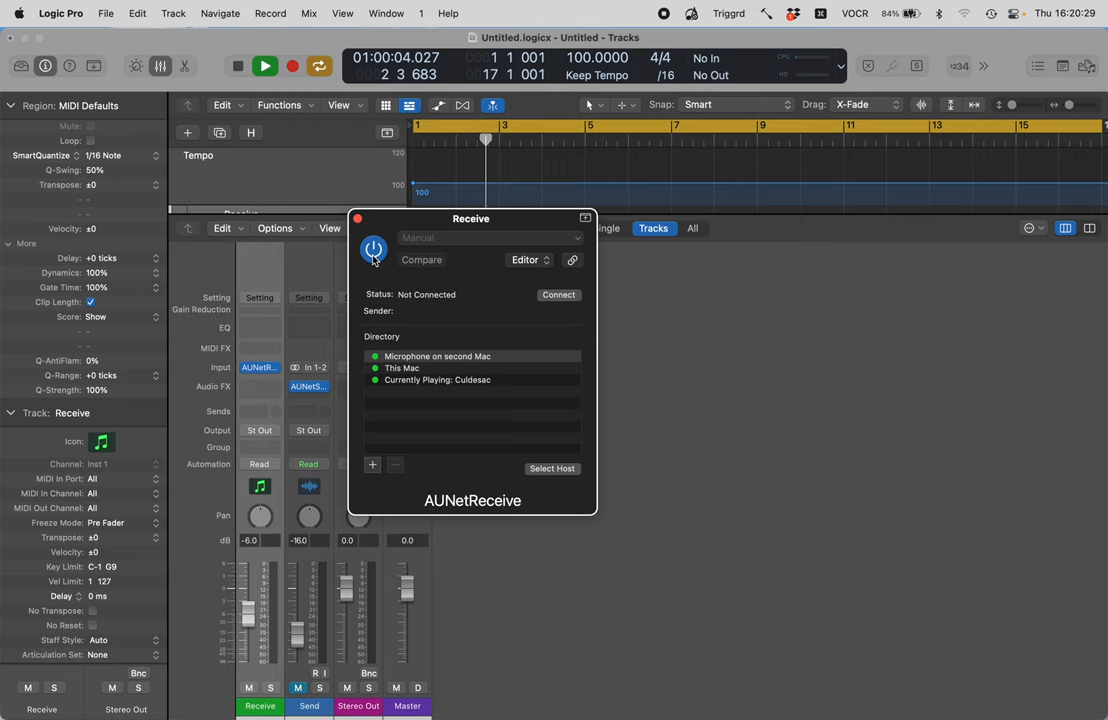 Logic Pro File Edit Track Navigate Record Mix View Window 1 Help Triggrd VOCR 84% Thu 16:20:29
Untitled.logicx - Untitled - Tracks
01:00:04.027 0001 1 001 100.0000 4/4 No In CPU
0002 3 683 0017 1 001 Keep Tempo /16 No Out HD
1234
Region: MIDI Defaults
Edit Functions View Snap: Smart Drag: X-Fade
Mute:
Loop:
SmartQuantize 1/16 Note
Q-Swing: 50%
Transpose: ±0
Velocity: ±0
More
Delay: +0 ticks
Dynamics: 100%
Gate Time: 100%
Clip Length:
Score: Show
Q-AntiFlam: 0%
Q-Range: +0 ticks
Q-Strength: 100%
Track: Receive
Icon:
Channel: Inst 1
MIDI In Port: All
MIDI In Channel: All
MIDI Out Channel: All
Freeze Mode: Pre Fader
Transpose: ±0
Velocity: ±0
Key Limit: C-1 G9
Vel Limit: 1 127
Delay 0 ms
No Transpose:
No Reset:
Staff Style: Auto
Articulation Set: None
Bnc
M S M S
Receive Stereo Out
H
1 3 5 7 9 11 13 15
Tempo 120
100
100
Edit Options View Tracks All
Receive
Manual
Compare Editor
Status: Not Connected Connect
Sender:
Directory
Microphone on second Mac
This Mac
Currently Playing: Culdesac
+ - Select Host
AUNetReceive
Setting Setting Setting
Gain Reduction
EQ
MIDI FX
Input AUNetR... In 1-2
Audio FX AUNetS...
Sends
Output St Out St Out
Group
Automation Read Read
Pan
dB -6.0 -16.0 0.0 0.0
R I Bnc
M S M S M S M D
Receive Send Stereo Out Master